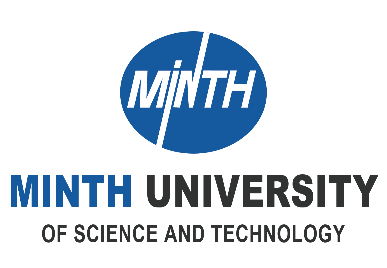 MiNTH
MINTH UNIVERSITY
OF SCIENCE AND TECHNOLOGY